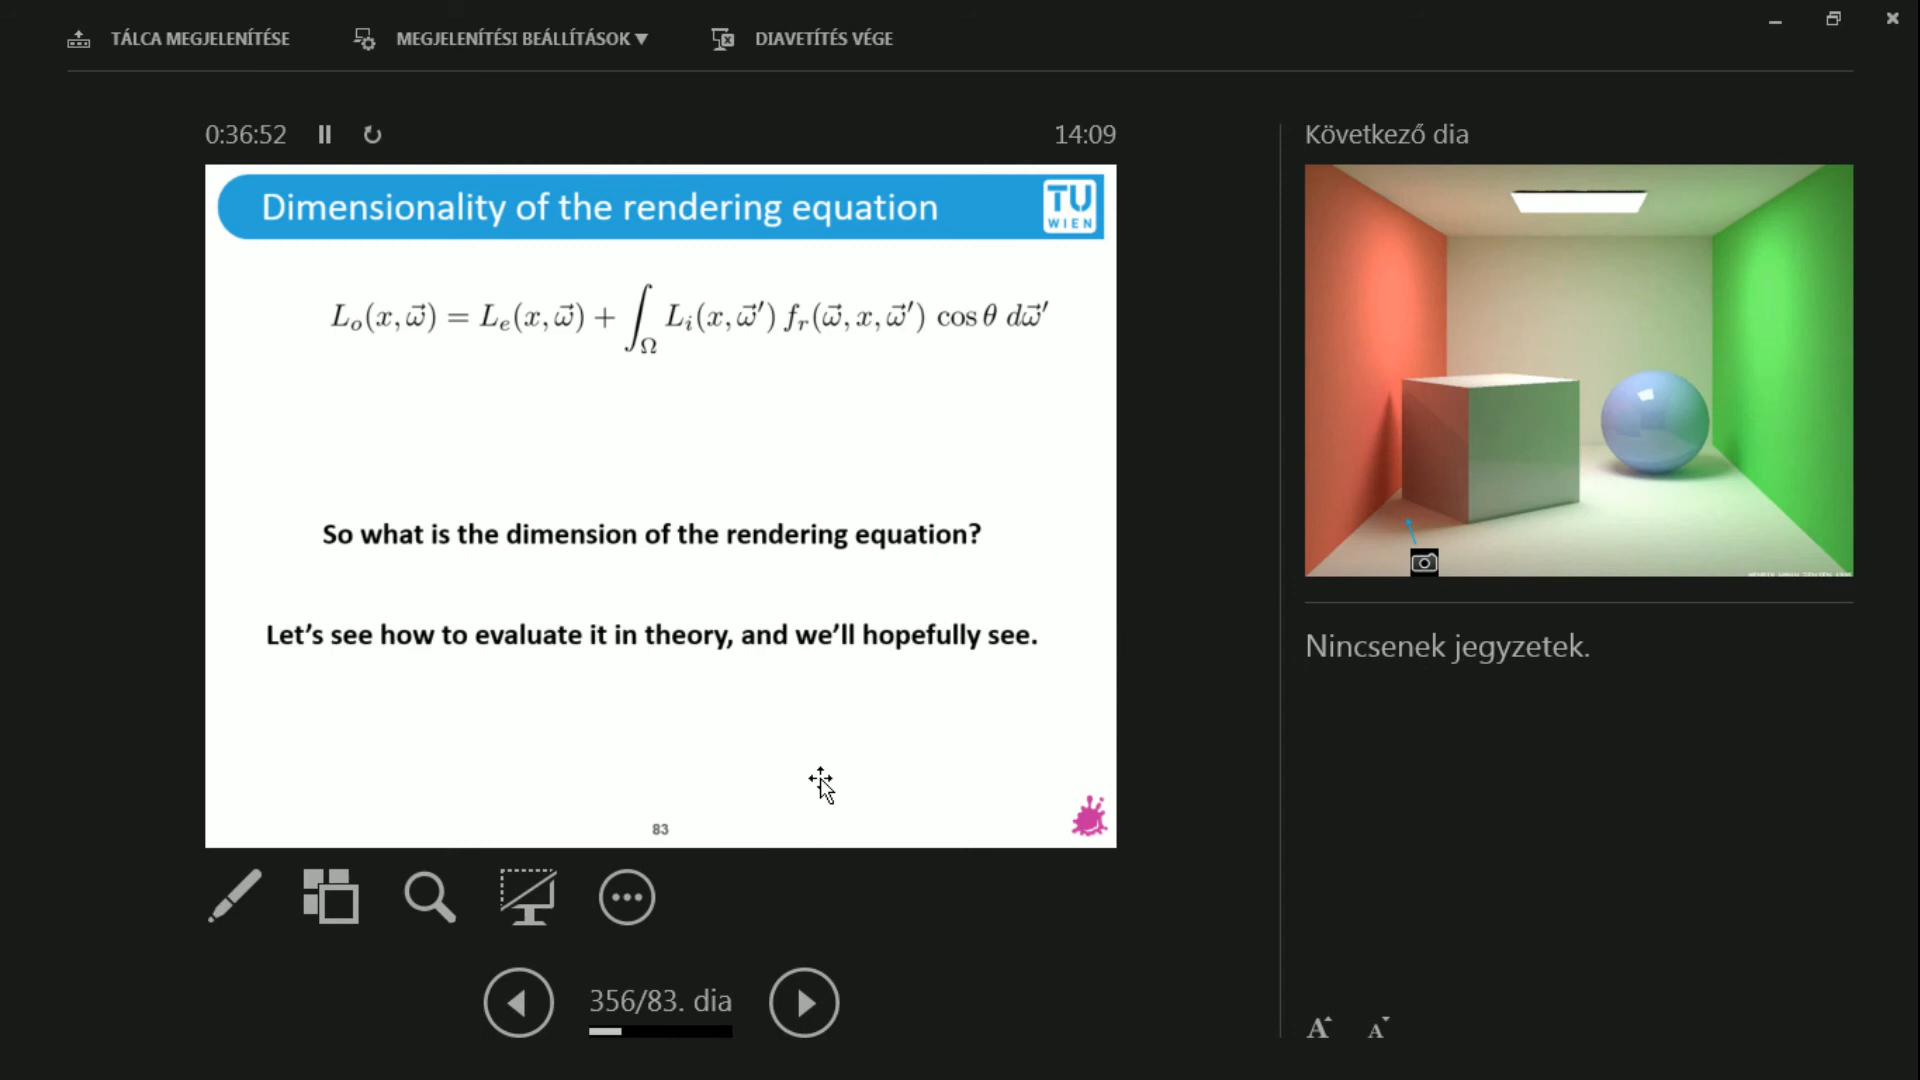 TÁLCA MEGJELENÍTÉSE
MEGJELENÍTÉSI BEÁLLÍTÁSOK
DIAVETÍTÉS VÉGE
0:36:52
14:09
Dimensionality of the rendering equation
TU
WIEN
L_o(x, ω⃗) = L_e(x, ω⃗) + ∫_Ω L_i(x, ω⃗′) f_r(ω⃗, x, ω⃗′) cos θ dω⃗′
So what is the dimension of the rendering equation?
Let's see how to evaluate it in theory, and we'll hopefully see.
83
356/83. dia
Következő dia
Nincsenek jegyzetek.
A A